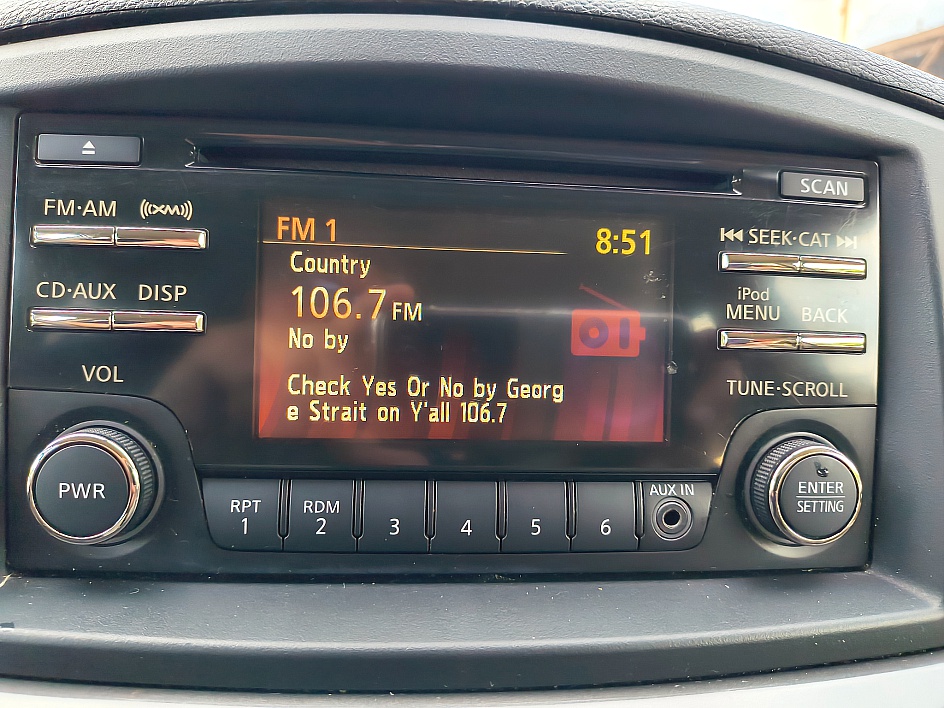 SCAN
FM·AM (((XM)))
FM 1
8:51
SEEK·CAT
Country
CD·AUX DISP
106.7 FM
iPod
MENU BACK
No by
VOL
TUNE·SCROLL
Check Yes Or No by Georg
e Strait on Y'all 106.7
PWR
RPT
1
RDM
2
3
4
5
6
AUX IN
ENTER
SETTING